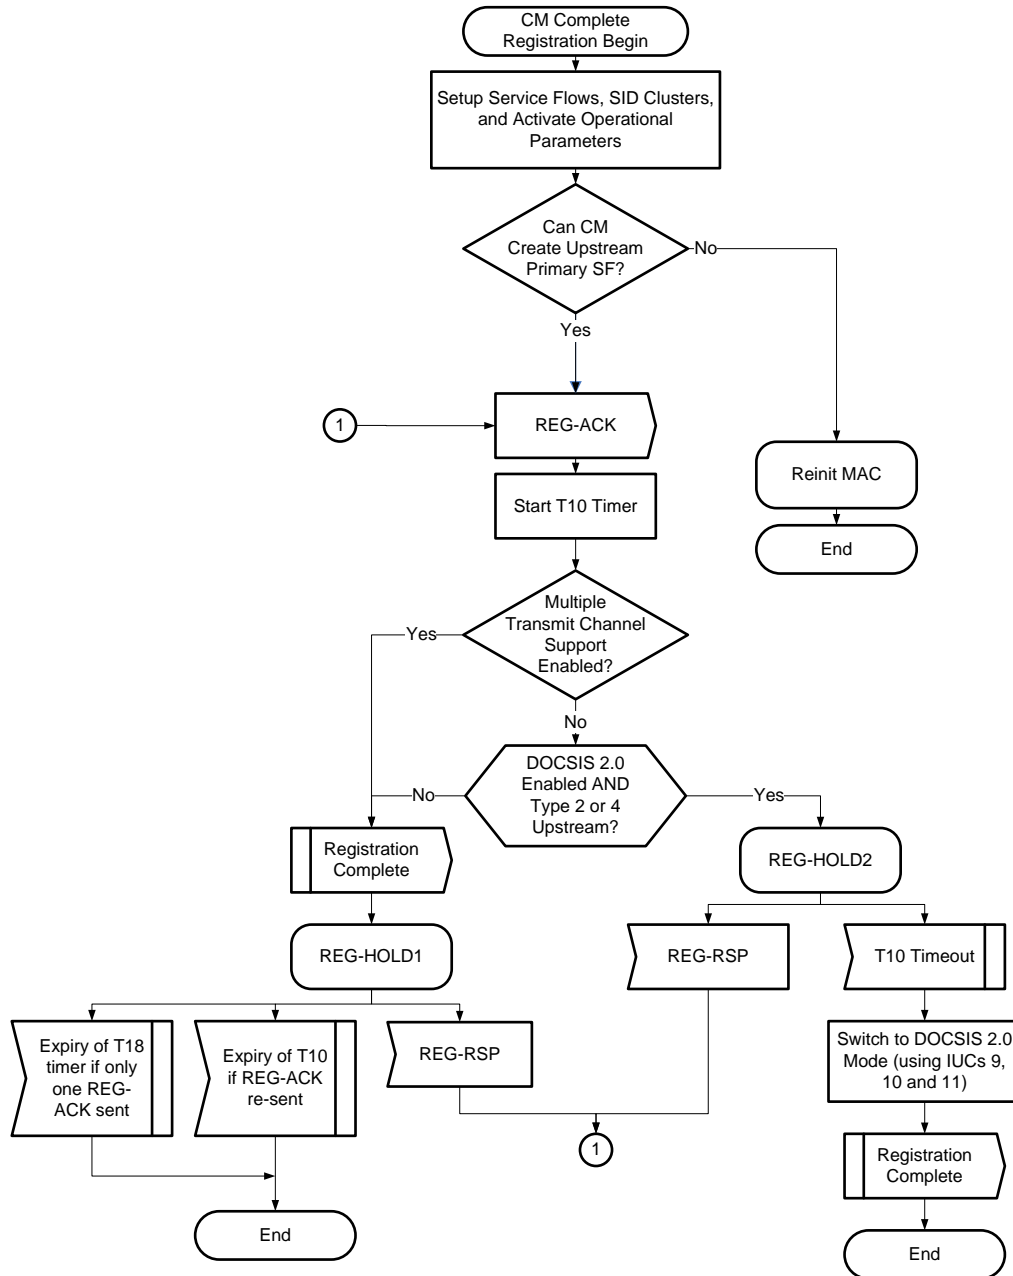 CM Complete
Registration Begin
Setup Service Flows, SID Clusters,
and Activate Operational
Parameters
Can CM
Create Upstream
Primary SF?
No
Yes
1
REG-ACK
Reinit MAC
Start T10 Timer
End
Multiple
Transmit Channel
Support
Enabled?
Yes
No
DOCSIS 2.0
Enabled AND
Type 2 or 4
Upstream?
No
Yes
Registration
Complete
REG-HOLD2
REG-HOLD1
REG-RSP
T10 Timeout
Expiry of T18
timer if only
one REG-
ACK sent
Expiry of T10
if REG-ACK
re-sent
REG-RSP
Switch to DOCSIS 2.0
Mode (using IUCs 9,
10 and 11)
1
Registration
Complete
End
End